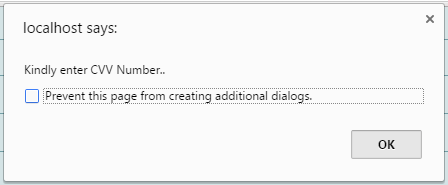 localhost says:
Kindly enter CVV Number..
Prevent this page from creating additional dialogs.
OK